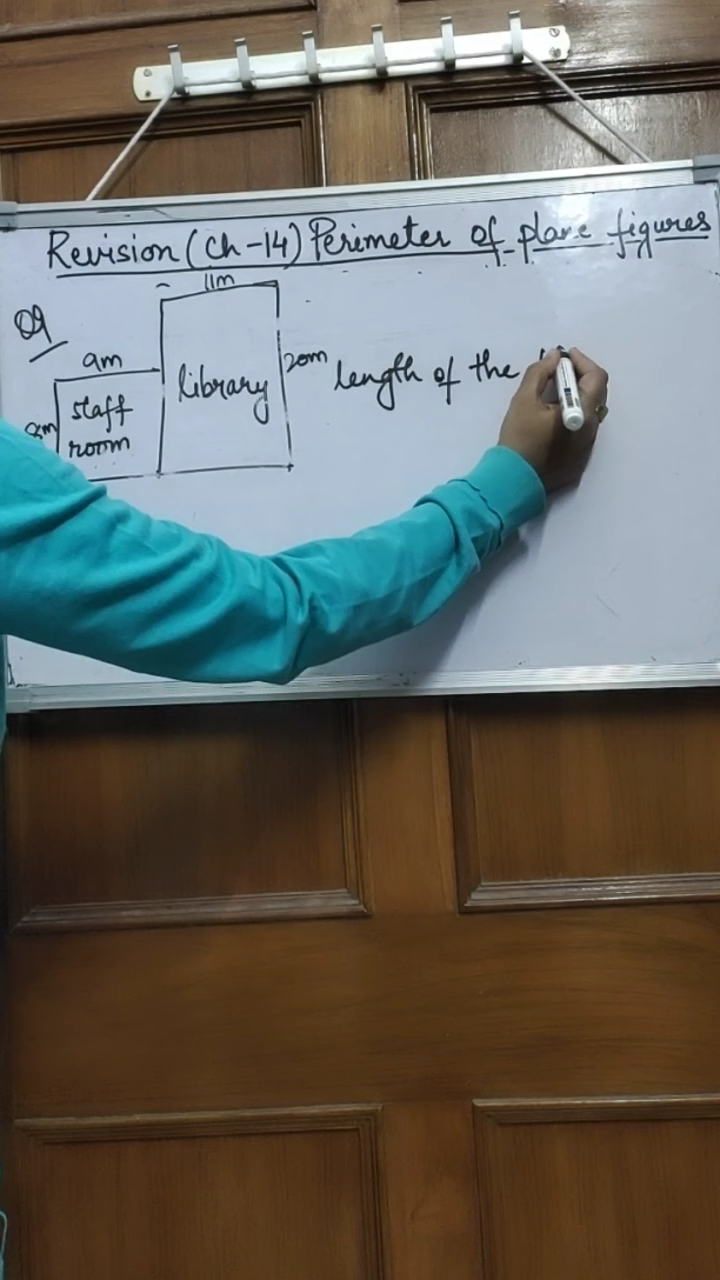 Revision (Ch-14) Perimeter of plane figures
11m
Q9
9m
20m
library
length of the
8m
staff
room